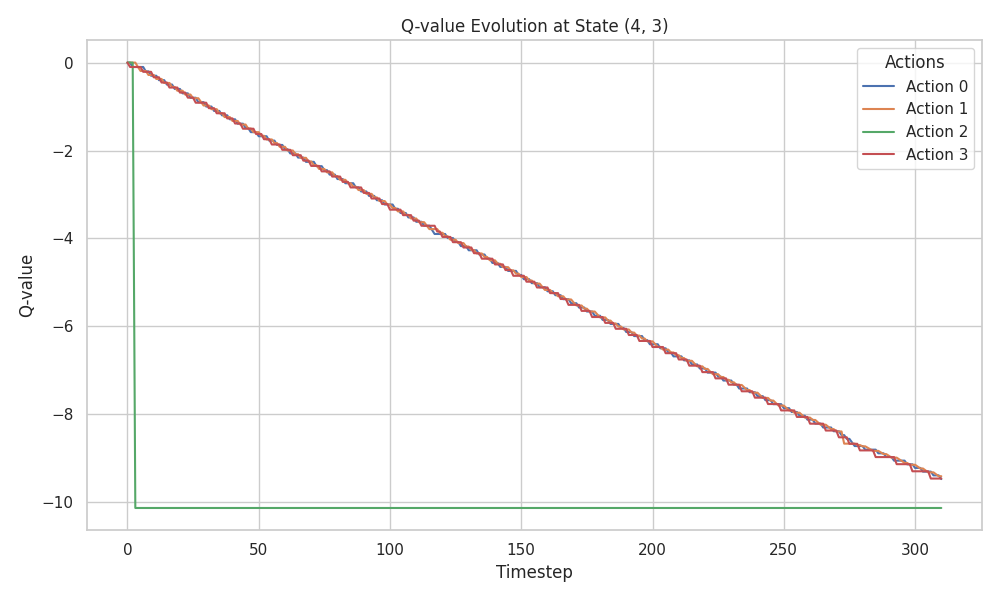 Q-value Evolution at State (4, 3)
Actions
Action 0
Action 1
Action 2
Action 3
Q-value
0
−2
−4
−6
−8
−10
0 50 100 150 200 250 300
Timestep